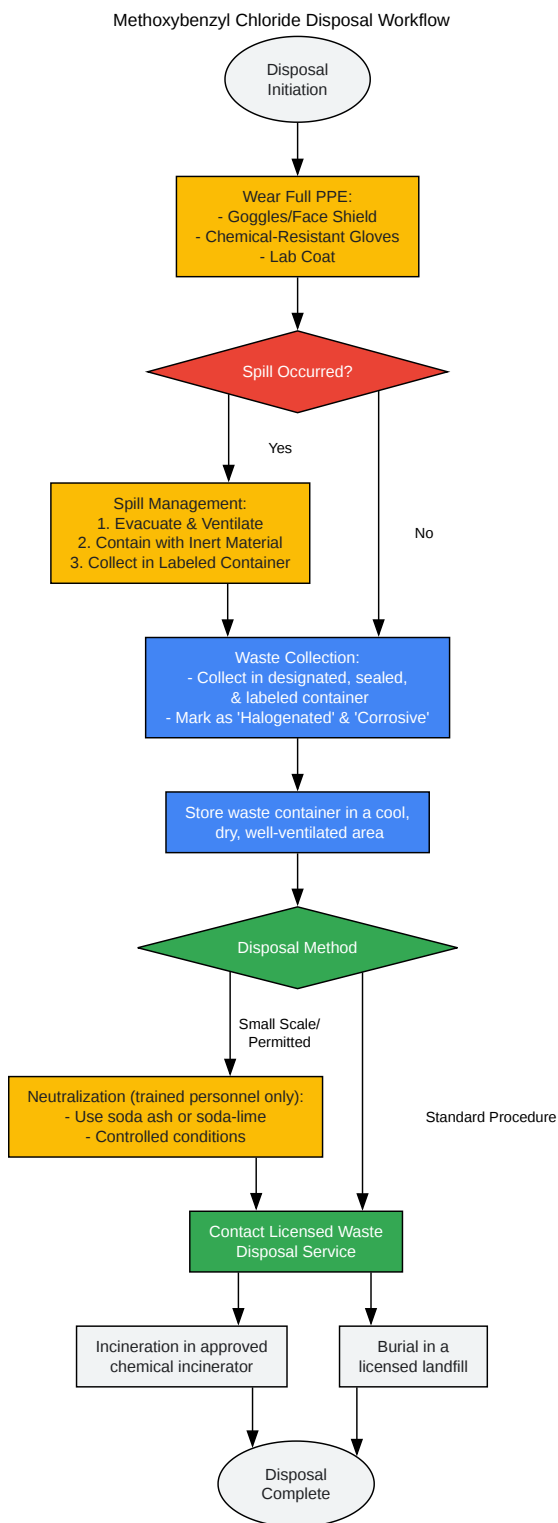 Methoxybenzyl Chloride Disposal Workflow
Disposal
Initiation
Wear Full PPE:
- Goggles/Face Shield
- Chemical-Resistant Gloves
- Lab Coat
Spill Occurred?
Yes
Spill Management:
1. Evacuate & Ventilate
2. Contain with Inert Material
3. Collect in Labeled Container
No
Waste Collection:
- Collect in designated, sealed,
& labeled container
- Mark as 'Halogenated' & 'Corrosive'
Store waste container in a cool,
dry, well-ventilated area
Disposal Method
Small Scale/
Permitted
Neutralization (trained personnel only):
- Use soda ash or soda-lime
- Controlled conditions
Standard Procedure
Contact Licensed Waste
Disposal Service
Incineration in approved
chemical incinerator
Burial in a
licensed landfill
Disposal
Complete